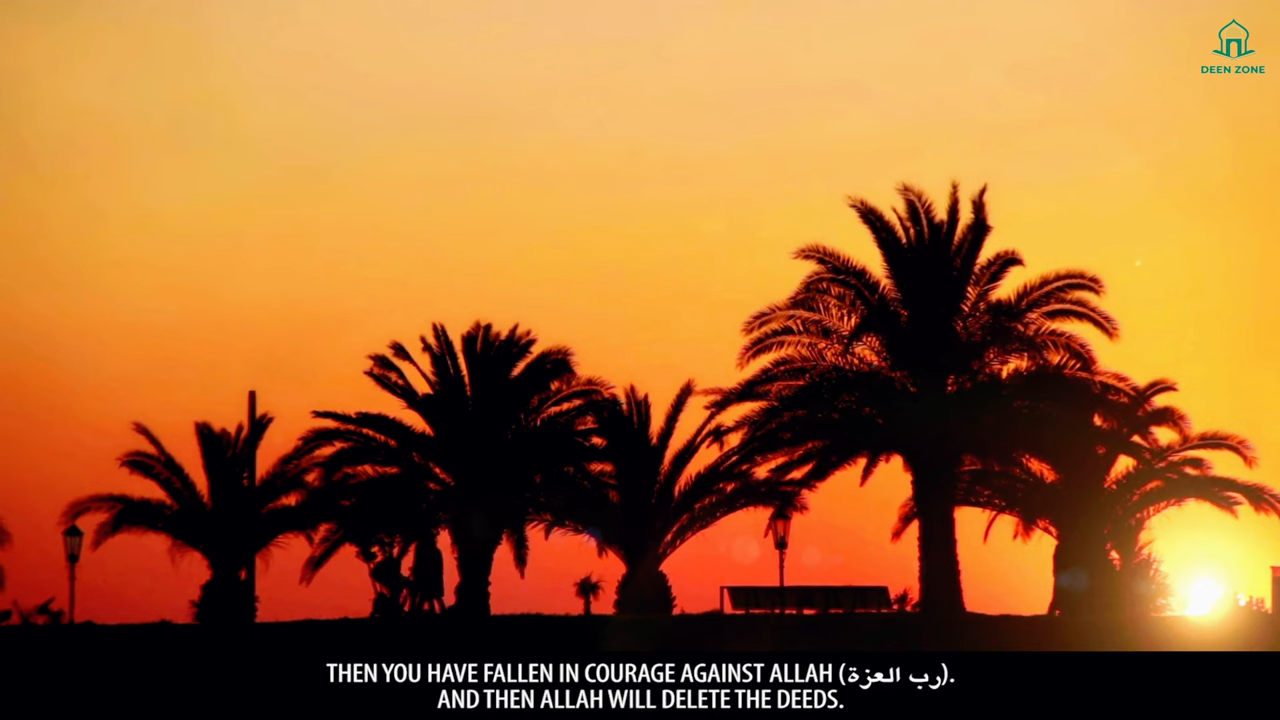 DEEN ZONE
THEN YOU HAVE FALLEN IN COURAGE AGAINST ALLAH (رب العزة).
AND THEN ALLAH WILL DELETE THE DEEDS.